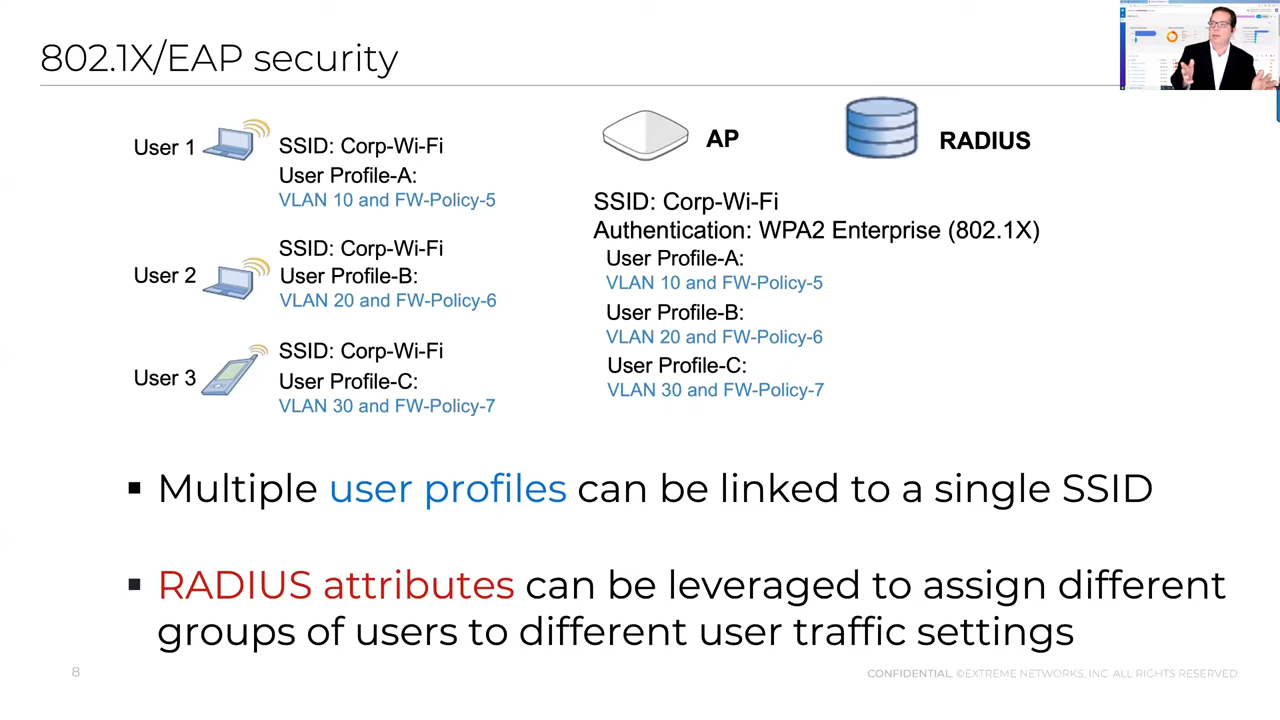 802.1X/EAP security
User 1
SSID: Corp-Wi-Fi
User Profile-A:
VLAN 10 and FW-Policy-5
User 2
SSID: Corp-Wi-Fi
User Profile-B:
VLAN 20 and FW-Policy-6
User 3
SSID: Corp-Wi-Fi
User Profile-C:
VLAN 30 and FW-Policy-7
AP
RADIUS
SSID: Corp-Wi-Fi
Authentication: WPA2 Enterprise (802.1X)
User Profile-A:
VLAN 10 and FW-Policy-5
User Profile-B:
VLAN 20 and FW-Policy-6
User Profile-C:
VLAN 30 and FW-Policy-7
▪ Multiple user profiles can be linked to a single SSID
▪ RADIUS attributes can be leveraged to assign different
groups of users to different user traffic settings
8
CONFIDENTIAL. ©EXTREME NETWORKS, INC. ALL RIGHTS RESERVED.